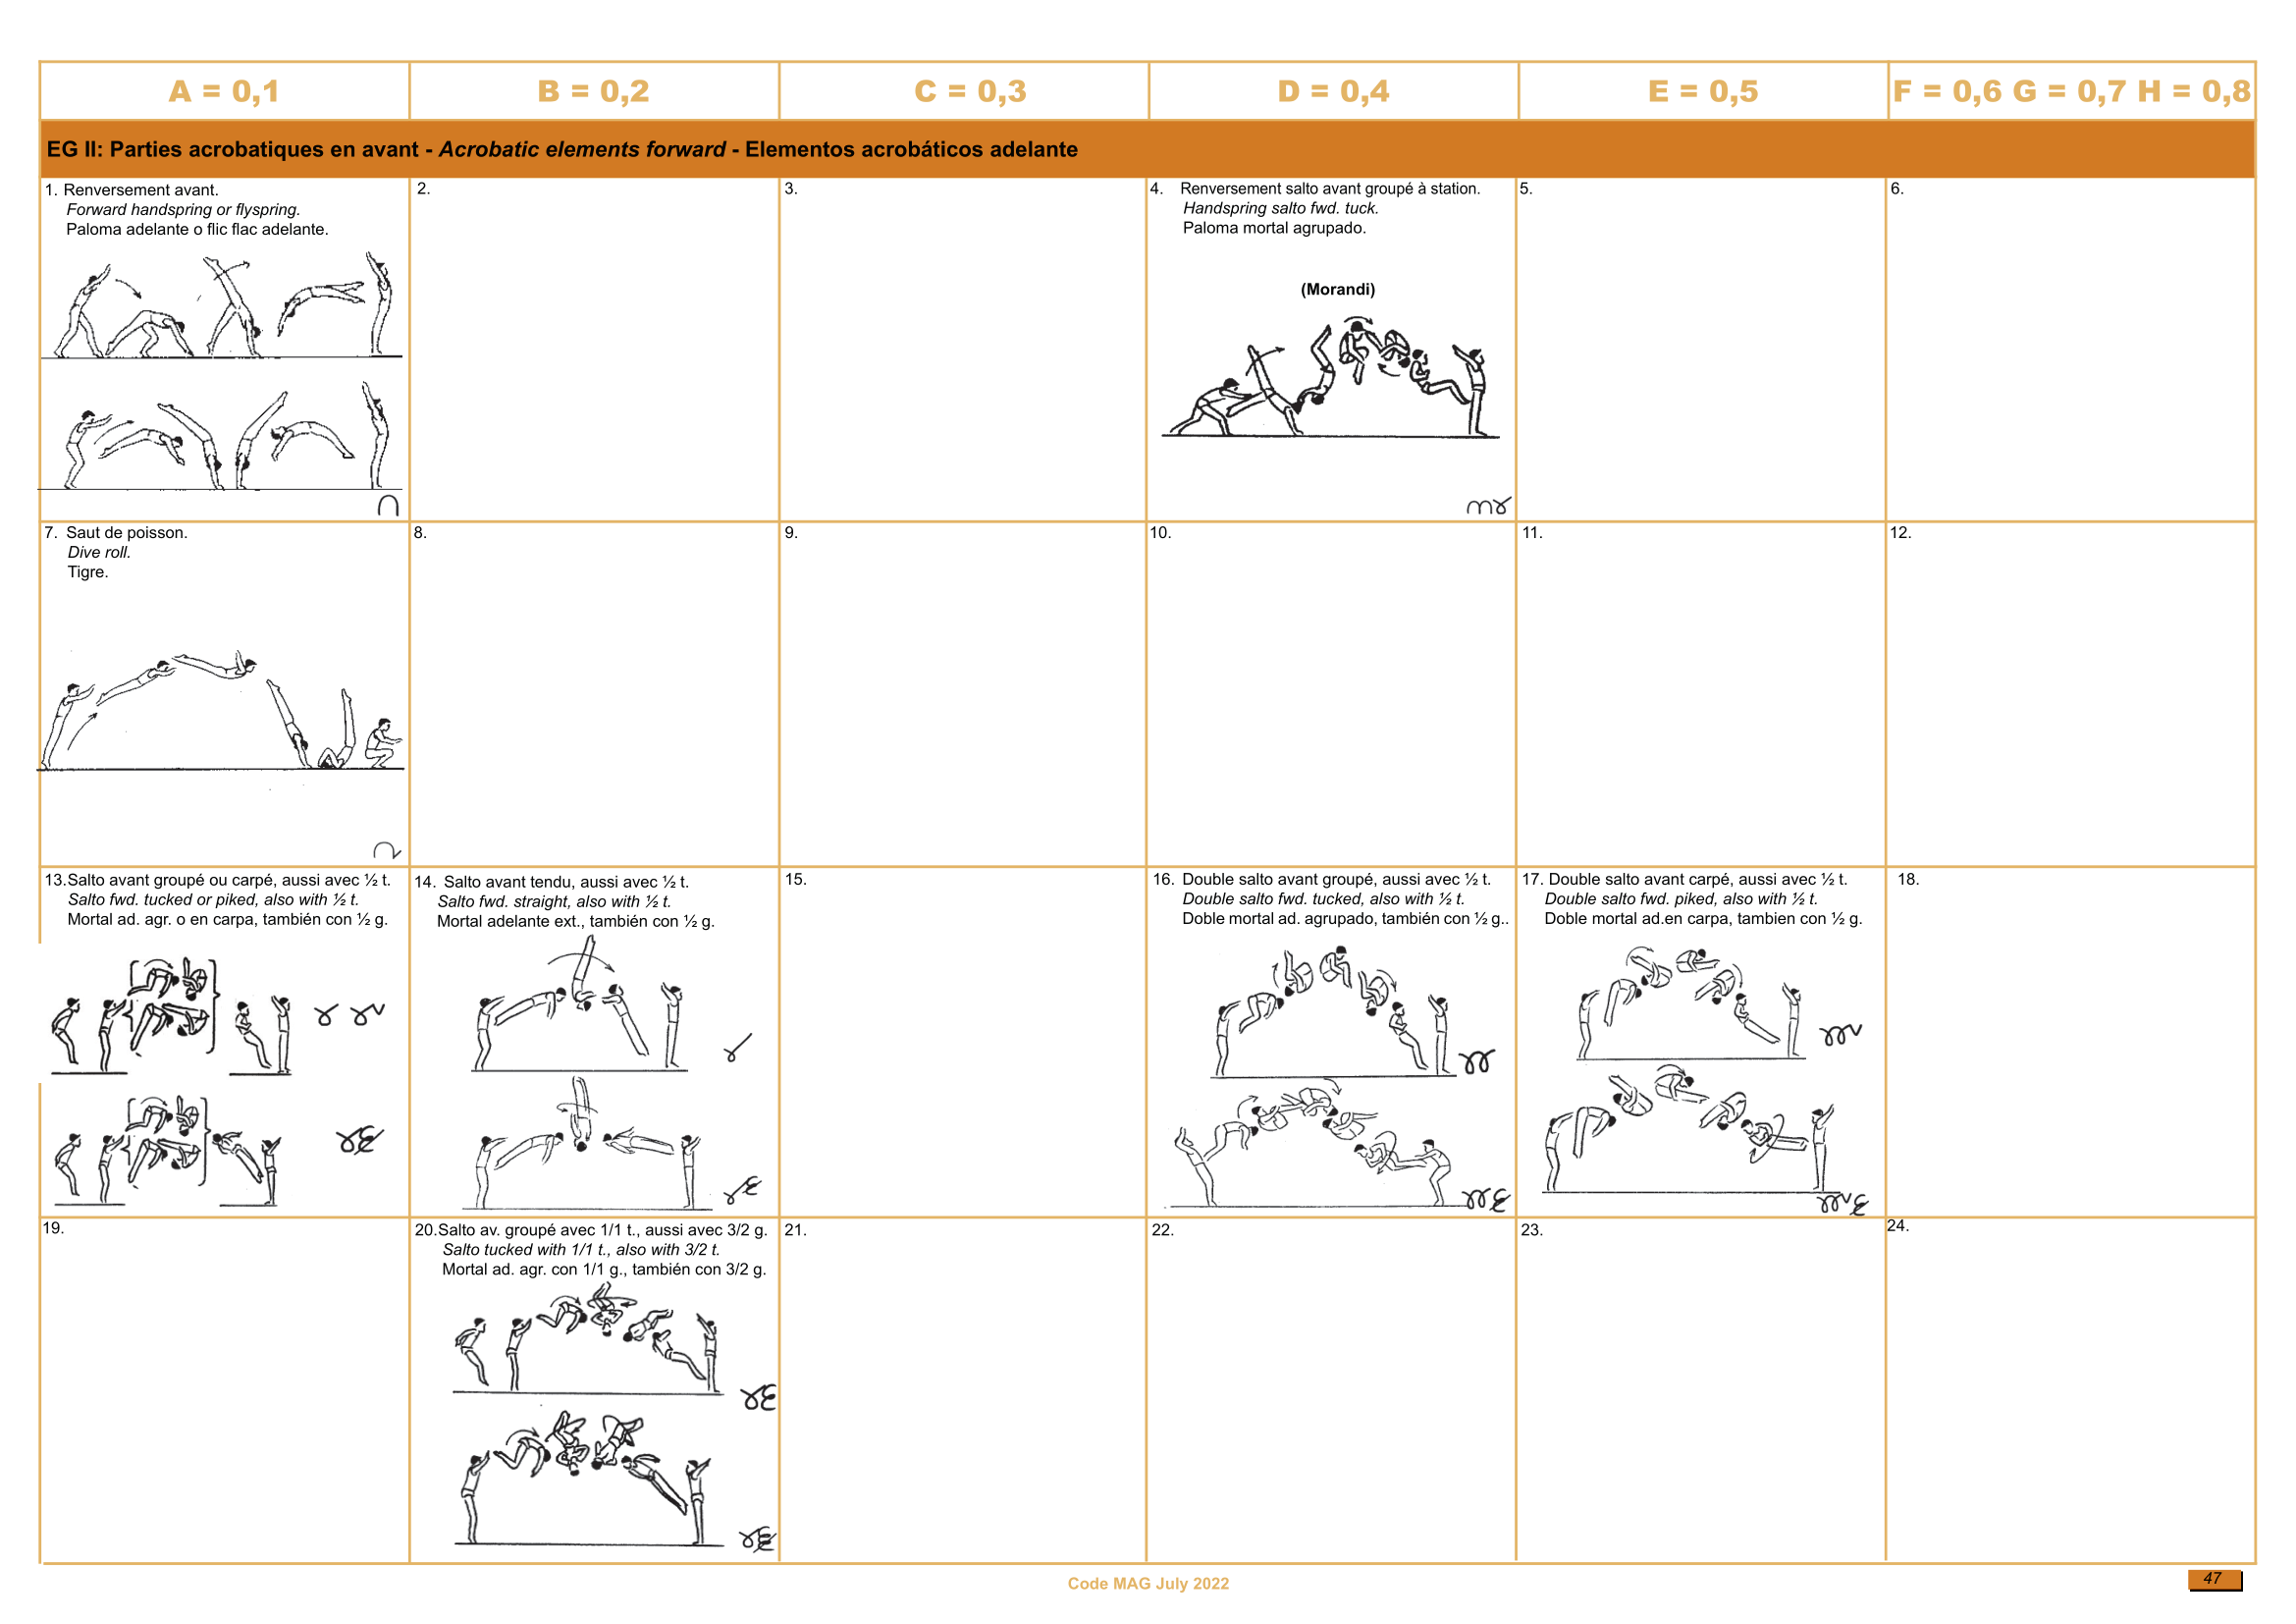 A = 0,1
B = 0,2
C = 0,3
D = 0,4
E = 0,5
F = 0,6 G = 0,7 H = 0,8
EG II: Parties acrobatiques en avant - Acrobatic elements forward - Elementos acrobáticos adelante
1. Renversement avant.
Forward handspring or flyspring.
Paloma adelante o flic flac adelante.
2.
3.
4. Renversement salto avant groupé à station.
Handspring salto fwd. tuck.
Paloma mortal agrupado.
(Morandi)
5.
6.
7. Saut de poisson.
Dive roll.
Tigre.
8.
9.
10.
11.
12.
13.Salto avant groupé ou carpé, aussi avec ½ t.
Salto fwd. tucked or piked, also with ½ t.
Mortal ad. agr. o en carpa, también con ½ g.
14. Salto avant tendu, aussi avec ½ t.
Salto fwd. straight, also with ½ t.
Mortal adelante ext., también con ½ g.
15.
16. Double salto avant groupé, aussi avec ½ t.
Double salto fwd. tucked, also with ½ t.
Doble mortal ad. agrupado, también con ½ g..
17. Double salto avant carpé, aussi avec ½ t.
Double salto fwd. piked, also with ½ t.
Doble mortal ad.en carpa, tambien con ½ g.
18.
19.
20.Salto av. groupé avec 1/1 t., aussi avec 3/2 g.
Salto tucked with 1/1 t., also with 3/2 t.
Mortal ad. agr. con 1/1 g., también con 3/2 g.
21.
22.
23.
24.
Code MAG July 2022
47